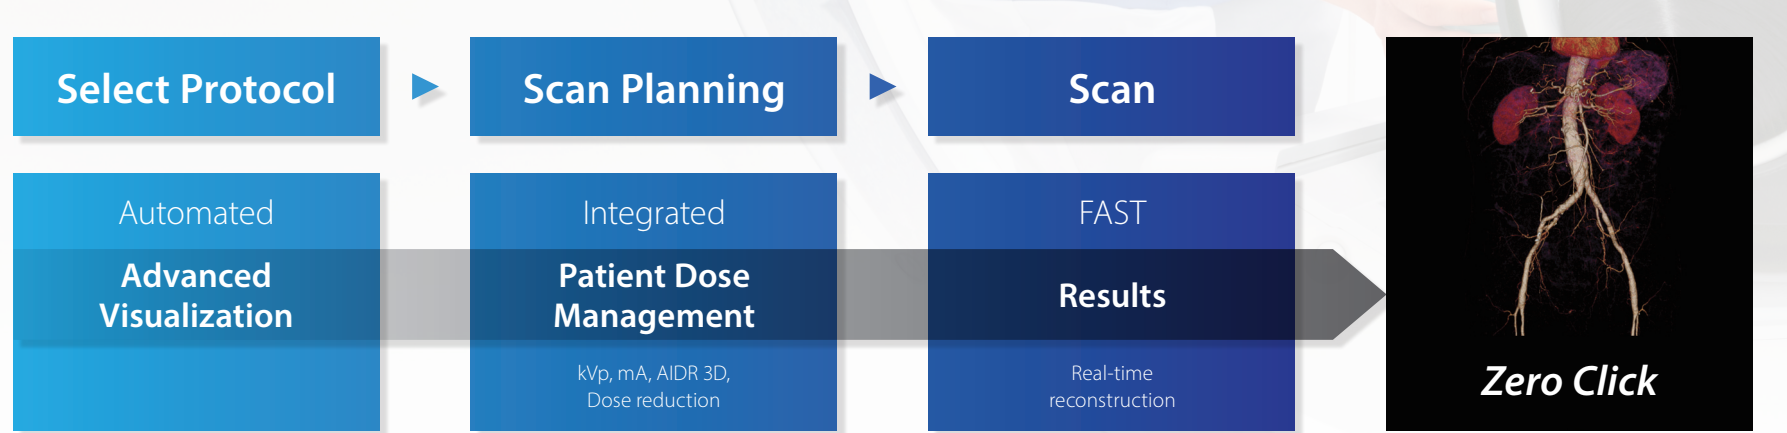 Select Protocol
Scan Planning
Scan
Automated
Advanced
Visualization
Integrated
Patient Dose
Management
kVp, mA, AIDR 3D,
Dose reduction
FAST
Results
Real-time
reconstruction
Zero Click